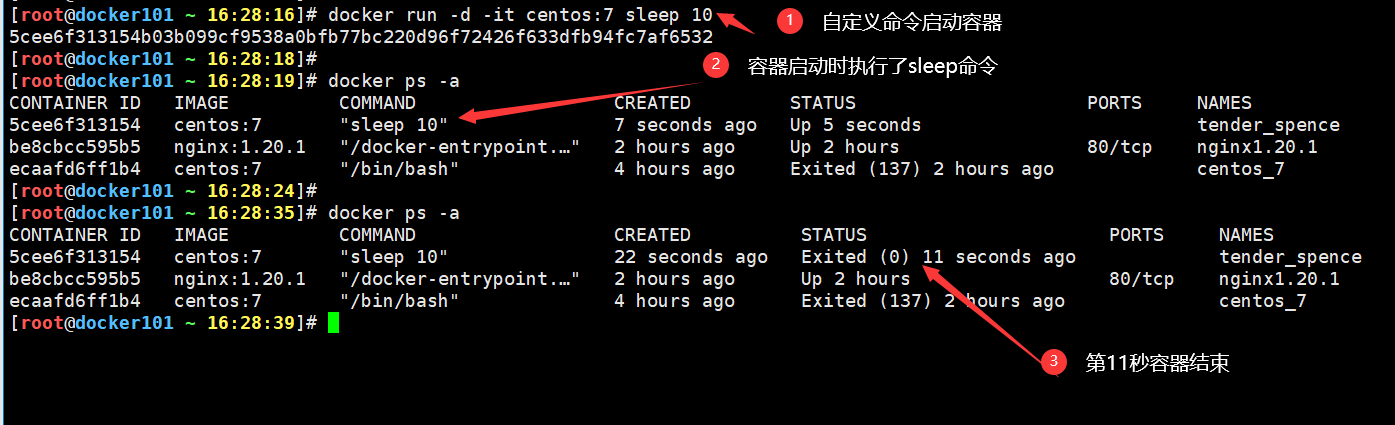 [root@docker101 ~ 16:28:16]# docker run -d -it centos:7 sleep 10 1 自定义命令启动容器
5cee6f313154b03b099cf9538a0bfb77bc220d96f72426f633dfb94fc7af6532
[root@docker101 ~ 16:28:18]# 2 容器启动时执行了sleep命令
[root@docker101 ~ 16:28:19]# docker ps -a
CONTAINER ID IMAGE COMMAND CREATED STATUS PORTS NAMES
5cee6f313154 centos:7 "sleep 10" 7 seconds ago Up 5 seconds tender_spence
be8cbcc595b5 nginx:1.20.1 "/docker-entrypoint.…" 2 hours ago Up 2 hours 80/tcp nginx1.20.1
ecaafd6ff1b4 centos:7 "/bin/bash" 4 hours ago Exited (137) 2 hours ago centos_7
[root@docker101 ~ 16:28:24]#
[root@docker101 ~ 16:28:35]# docker ps -a
CONTAINER ID IMAGE COMMAND CREATED STATUS PORTS NAMES
5cee6f313154 centos:7 "sleep 10" 22 seconds ago Exited (0) 11 seconds ago tender_spence
be8cbcc595b5 nginx:1.20.1 "/docker-entrypoint.…" 2 hours ago Up 2 hours 80/tcp nginx1.20.1
ecaafd6ff1b4 centos:7 "/bin/bash" 4 hours ago Exited (137) 2 hours ago centos_7
[root@docker101 ~ 16:28:39]#
3 第11秒容器结束